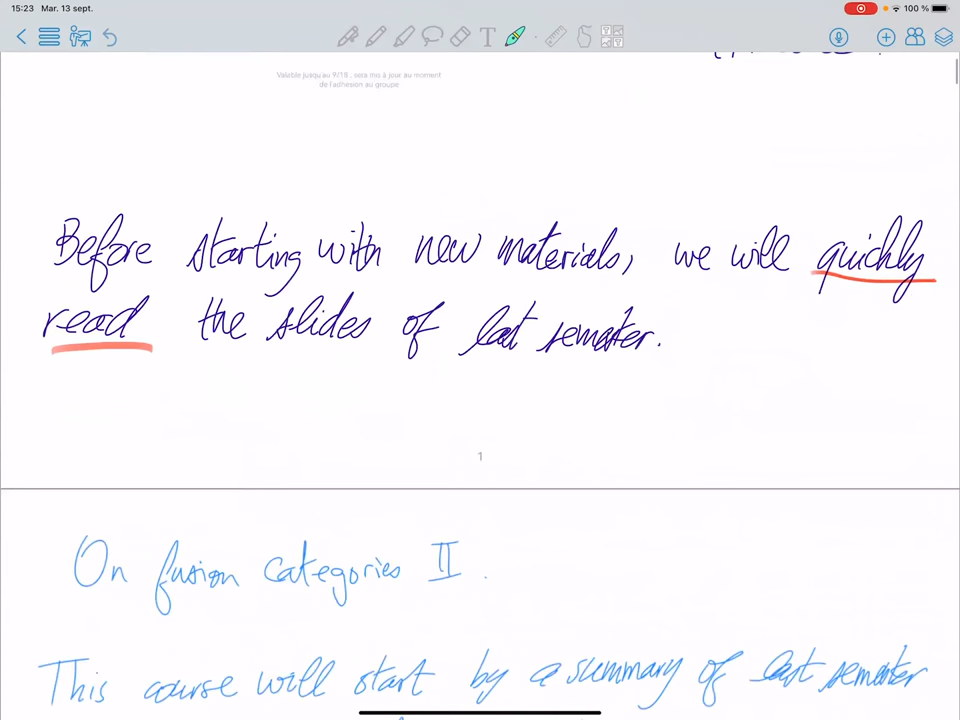 15:23 Mar. 13 sept. 100 %
Valable jusqu'au 9/18 , sera mis à jour au moment
de l'adhésion au groupe
Before starting with new materials, we will quickly
read the slides of last semester.
1
On fusion categories II.
This course will start by a summary of last semester